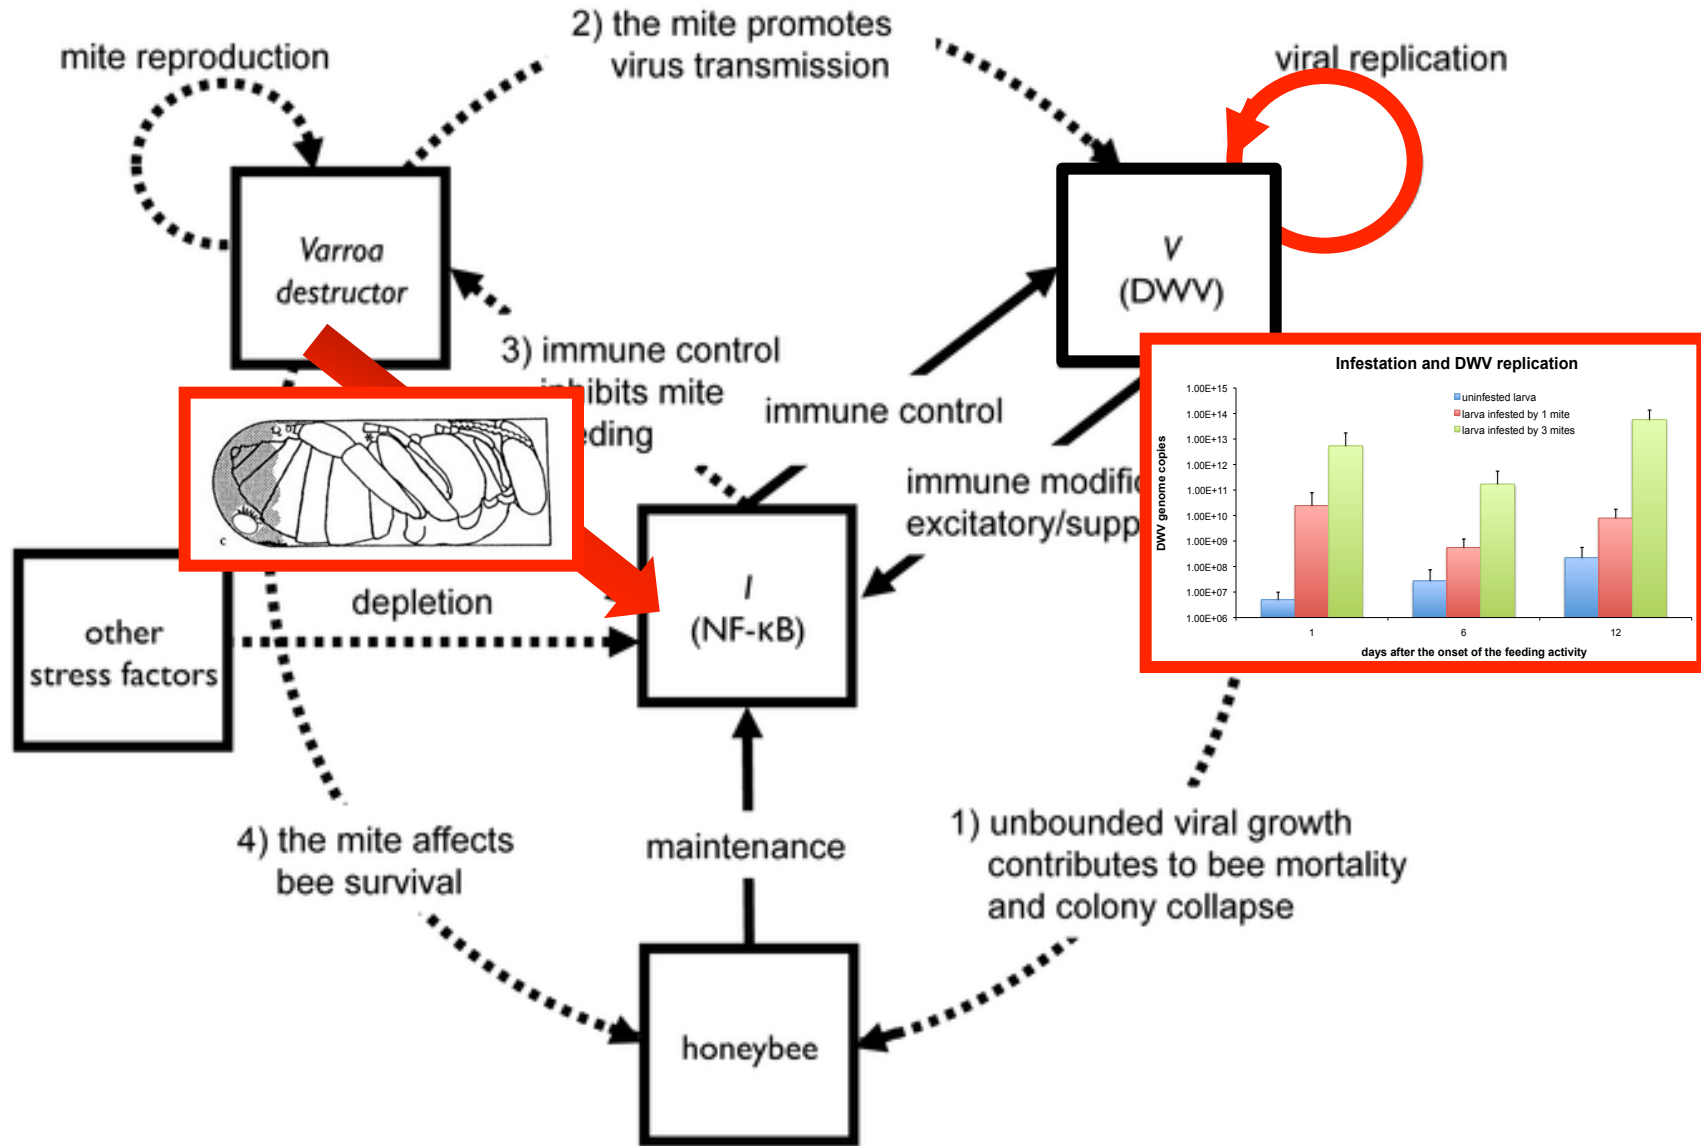 2) the mite promotes
virus transmission
mite reproduction
viral replication
Varroa
destructor
V
(DWV)
3) immune control
inhibits mite
feeding
immune control
immune modific
excitatory/supp
c
Infestation and DWV replication
uninfested larva
larva infested by 1 mite
larva infested by 3 mites
DWV genome copies
1.00E+15
1.00E+14
1.00E+13
1.00E+12
1.00E+11
1.00E+10
1.00E+09
1.00E+08
1.00E+07
1.00E+06
1
6
12
days after the onset of the feeding activity
other
stress factors
depletion
I
(NF-κB)
4) the mite affects
bee survival
maintenance
1) unbounded viral growth
contributes to bee mortality
and colony collapse
honeybee